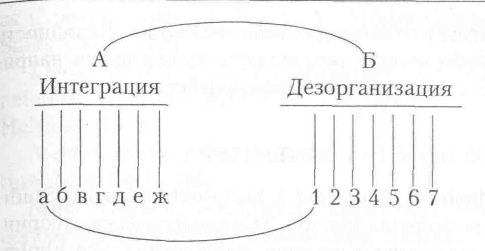 А Б
Интеграция Дезорганизация
а б в г д е ж 1 2 3 4 5 6 7